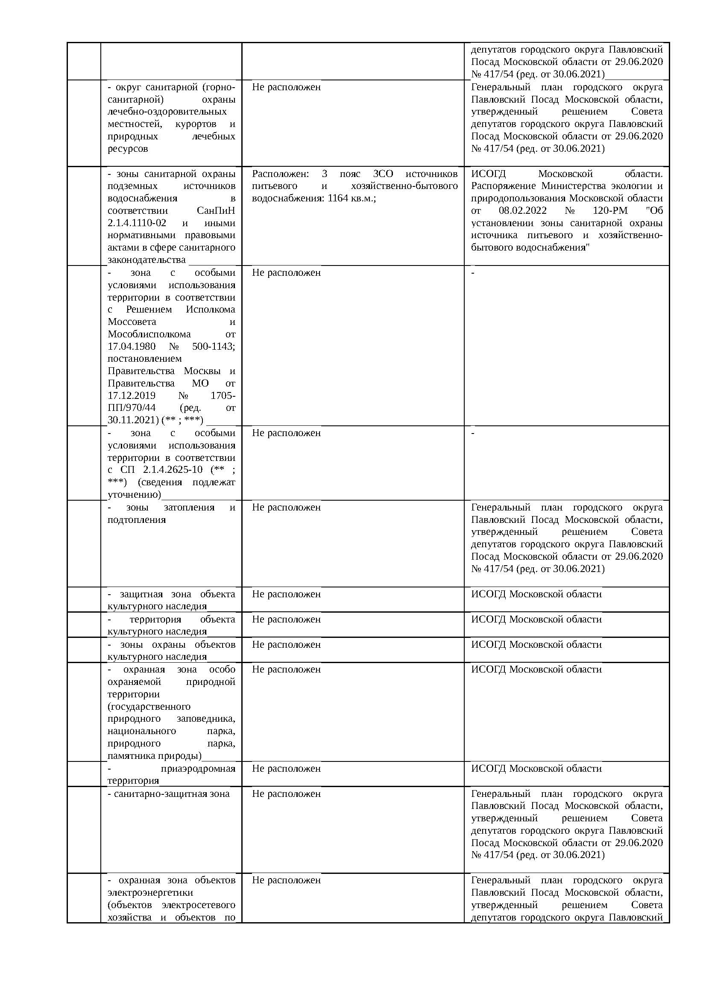 депутатов городского округа Павловский
Посад Московской области от 29.06.2020
№ 417/54 (ред. от 30.06.2021)
- округ санитарной (горно-
санитарной) охраны
лечебно-оздоровительных
местностей, курортов и
природных лечебных
ресурсов
Не расположен
Генеральный план городского округа
Павловский Посад Московской области,
утвержденный решением Совета
депутатов городского округа Павловский
Посад Московской области от 29.06.2020
№ 417/54 (ред. от 30.06.2021)
- зоны санитарной охраны
подземных источников
водоснабжения в
соответствии СанПиН
2.1.4.1110-02 и иными
нормативными правовыми
актами в сфере санитарного
законодательства
Расположен: 3 пояс ЗСО источников
питьевого и хозяйственно-бытового
водоснабжения: 1164 кв.м.;
ИСОГД Московской области.
Распоряжение Министерства экологии и
природопользования Московской области
от 08.02.2022 № 120-РМ "Об
установлении зоны санитарной охраны
источника питьевого и хозяйственно-
бытового водоснабжения"
- зона с особыми
условиями использования
территории в соответствии
с Решением Исполкома
Моссовета и
Мособлисполкома от
17.04.1980 № 500-1143;
постановлением
Правительства Москвы и
Правительства МО от
17.12.2019 № 1705-
ПП/970/44 (ред. от
30.11.2021) (** ; ***)
Не расположен
-
- зона с особыми
условиями использования
территории в соответствии
с СП 2.1.4.2625-10 (** ;
***) (сведения подлежат
уточнению)
Не расположен
-
- зоны затопления и
подтопления
Не расположен
Генеральный план городского округа
Павловский Посад Московской области,
утвержденный решением Совета
депутатов городского округа Павловский
Посад Московской области от 29.06.2020
№ 417/54 (ред. от 30.06.2021)
- защитная зона объекта
культурного наследия
Не расположен
ИСОГД Московской области
- территория объекта
культурного наследия
Не расположен
ИСОГД Московской области
- зоны охраны объектов
культурного наследия
Не расположен
ИСОГД Московской области
- охранная зона особо
охраняемой природной
территории
(государственного
природного заповедника,
национального парка,
природного парка,
памятника природы)
Не расположен
ИСОГД Московской области
- приаэродромная
территория
Не расположен
ИСОГД Московской области
- санитарно-защитная зона
Не расположен
Генеральный план городского округа
Павловский Посад Московской области,
утвержденный решением Совета
депутатов городского округа Павловский
Посад Московской области от 29.06.2020
№ 417/54 (ред. от 30.06.2021)
- охранная зона объектов
электроэнергетики
(объектов электросетевого
хозяйства и объектов по
Не расположен
Генеральный план городского округа
Павловский Посад Московской области,
утвержденный решением Совета
депутатов городского округа Павловский